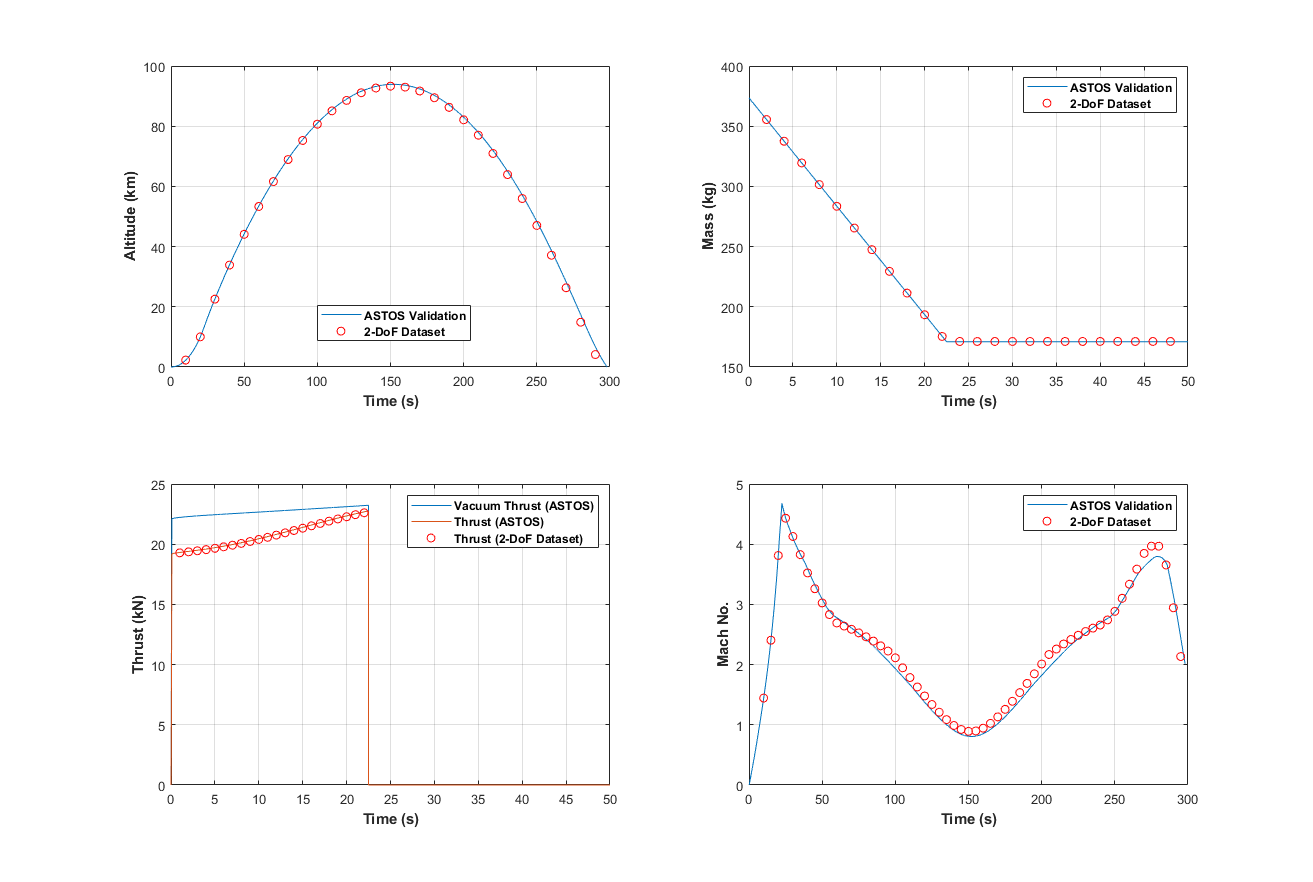 100
80
60
40
20
0
Altitude (km)
ASTOS Validation
2-DoF Dataset
0 50 100 150 200 250 300
Time (s)
400
350
300
250
200
150
Mass (kg)
ASTOS Validation
2-DoF Dataset
0 5 10 15 20 25 30 35 40 45 50
Time (s)
25
20
15
10
5
0
Thrust (kN)
Vacuum Thrust (ASTOS)
Thrust (ASTOS)
Thrust (2-DoF Dataset)
0 5 10 15 20 25 30 35 40 45 50
Time (s)
5
4
3
2
1
0
Mach No.
ASTOS Validation
2-DoF Dataset
0 50 100 150 200 250 300
Time (s)